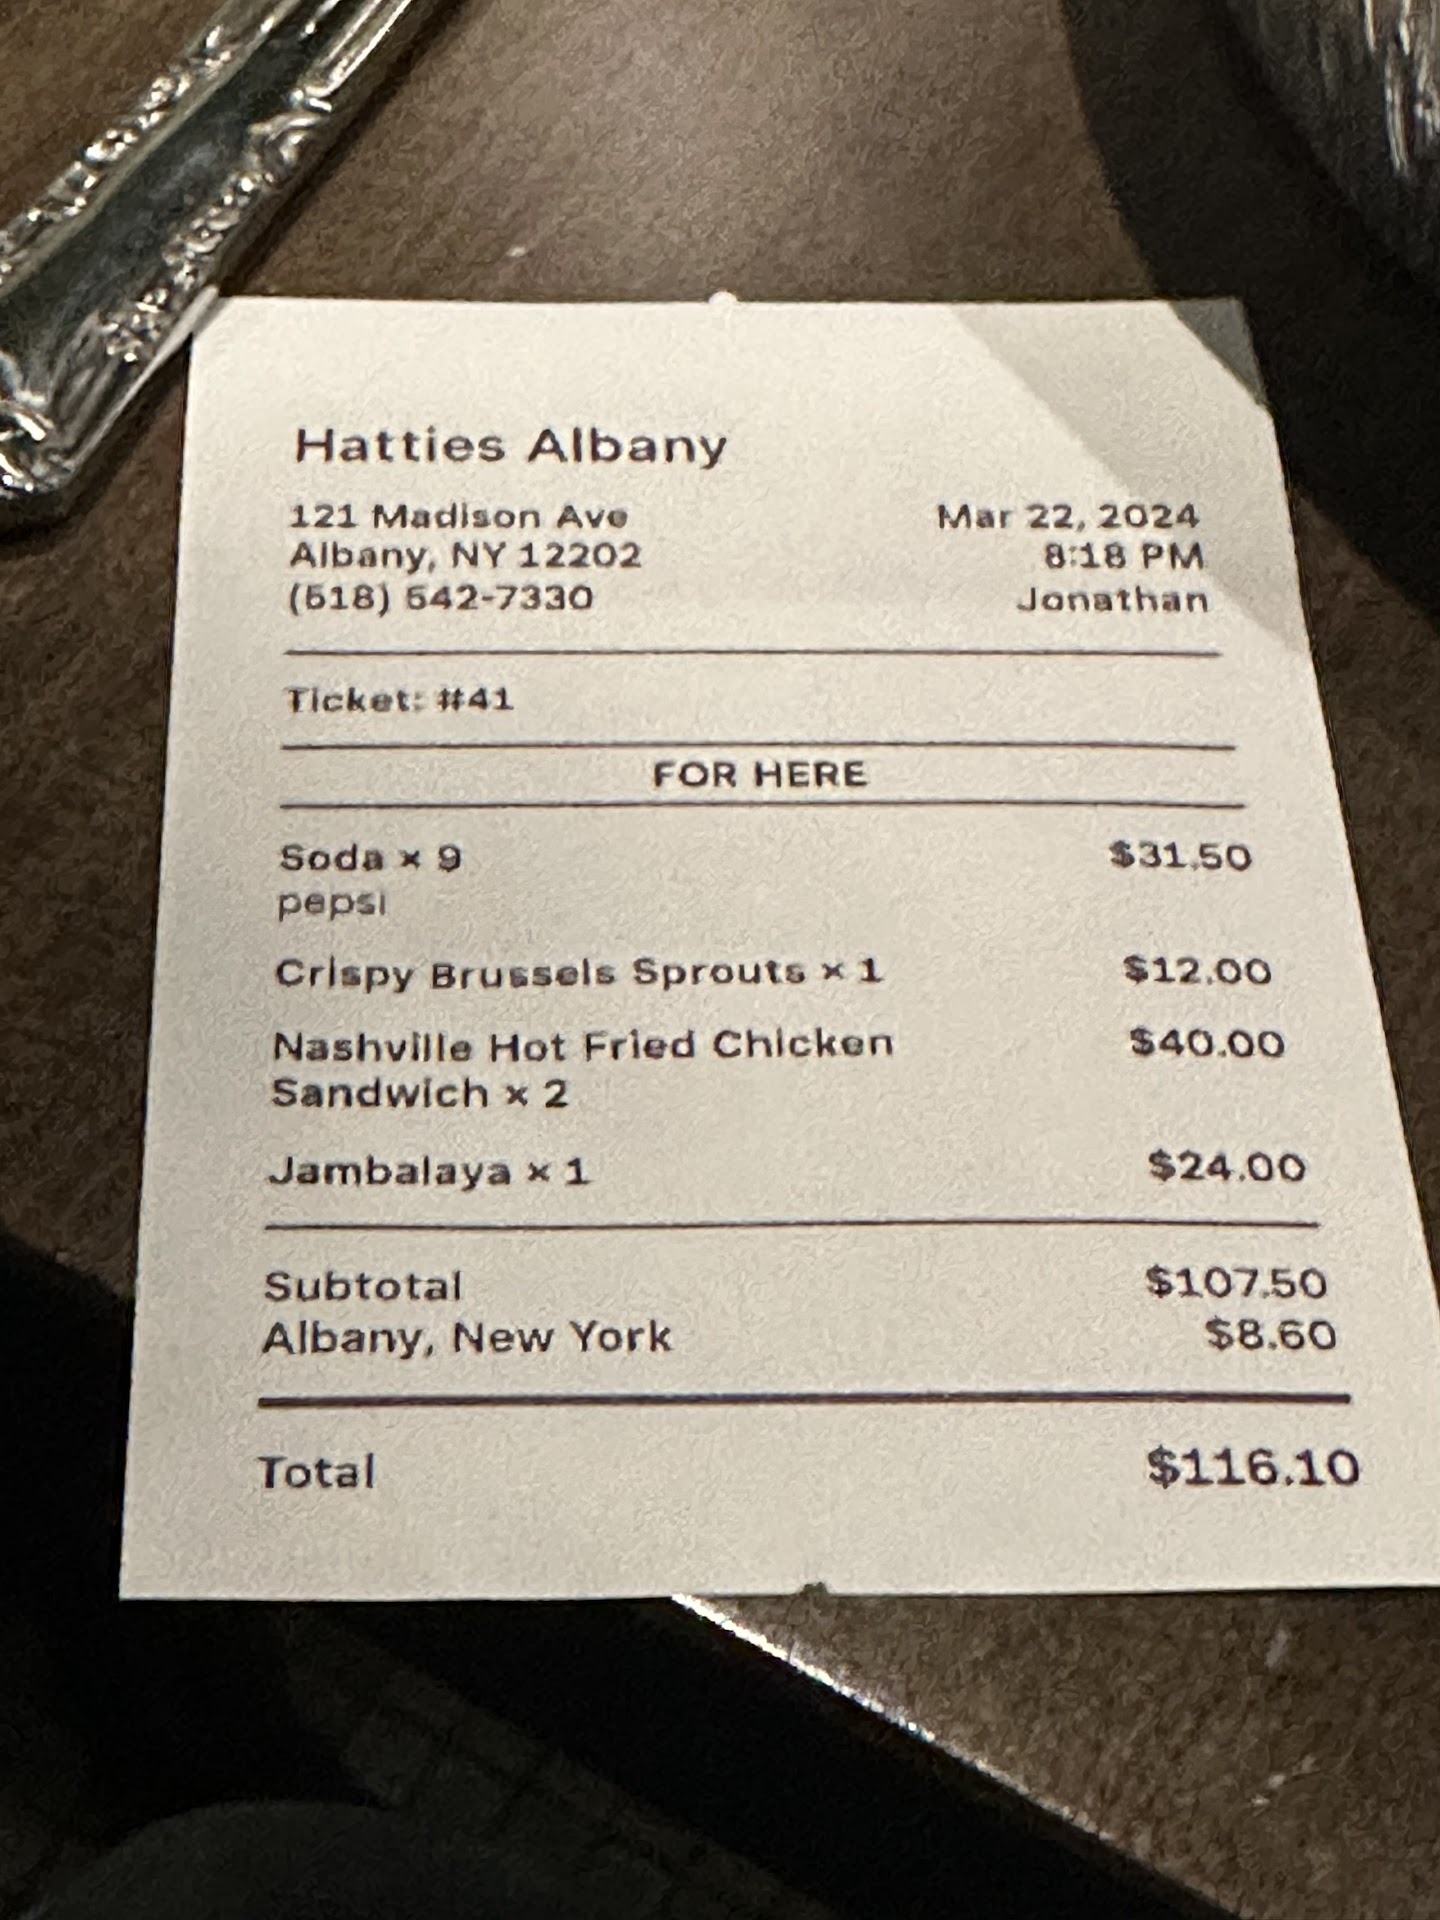 Hatties Albany
121 Madison Ave
Albany, NY 12202
(518) 542-7330
Mar 22, 2024
8:18 PM
Jonathan
Ticket: #41
FOR HERE
Soda × 9 $31.50
pepsi
Crispy Brussels Sprouts × 1 $12.00
Nashville Hot Fried Chicken $40.00
Sandwich × 2
Jambalaya × 1 $24.00
Subtotal $107.50
Albany, New York $8.60
Total $116.10